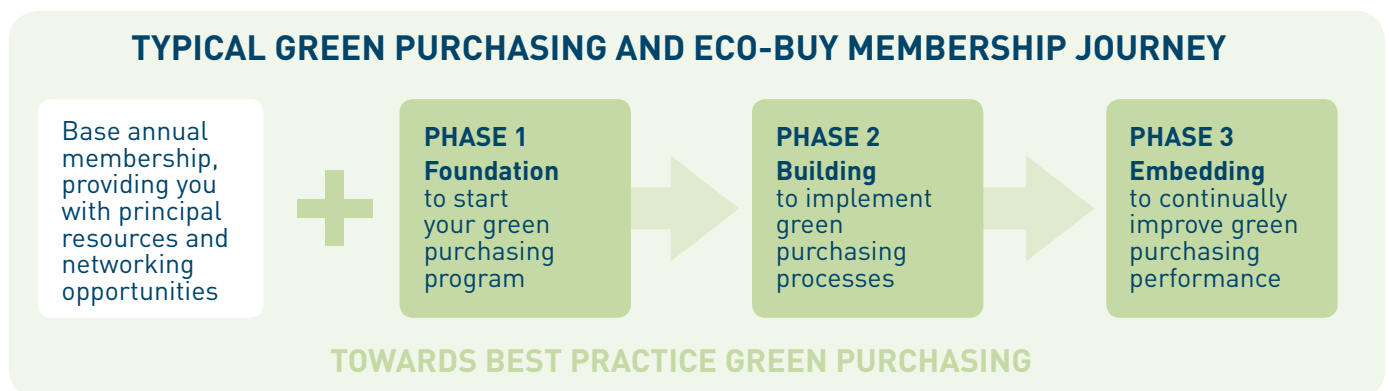 TYPICAL GREEN PURCHASING AND ECO-BUY MEMBERSHIP JOURNEY
Base annual
membership,
providing you
with principal
resources and
networking
opportunities
PHASE 1
Foundation
to start
your green
purchasing
program
PHASE 2
Building
to implement
green
purchasing
processes
PHASE 3
Embedding
to continually
improve green
purchasing
performance
TOWARDS BEST PRACTICE GREEN PURCHASING